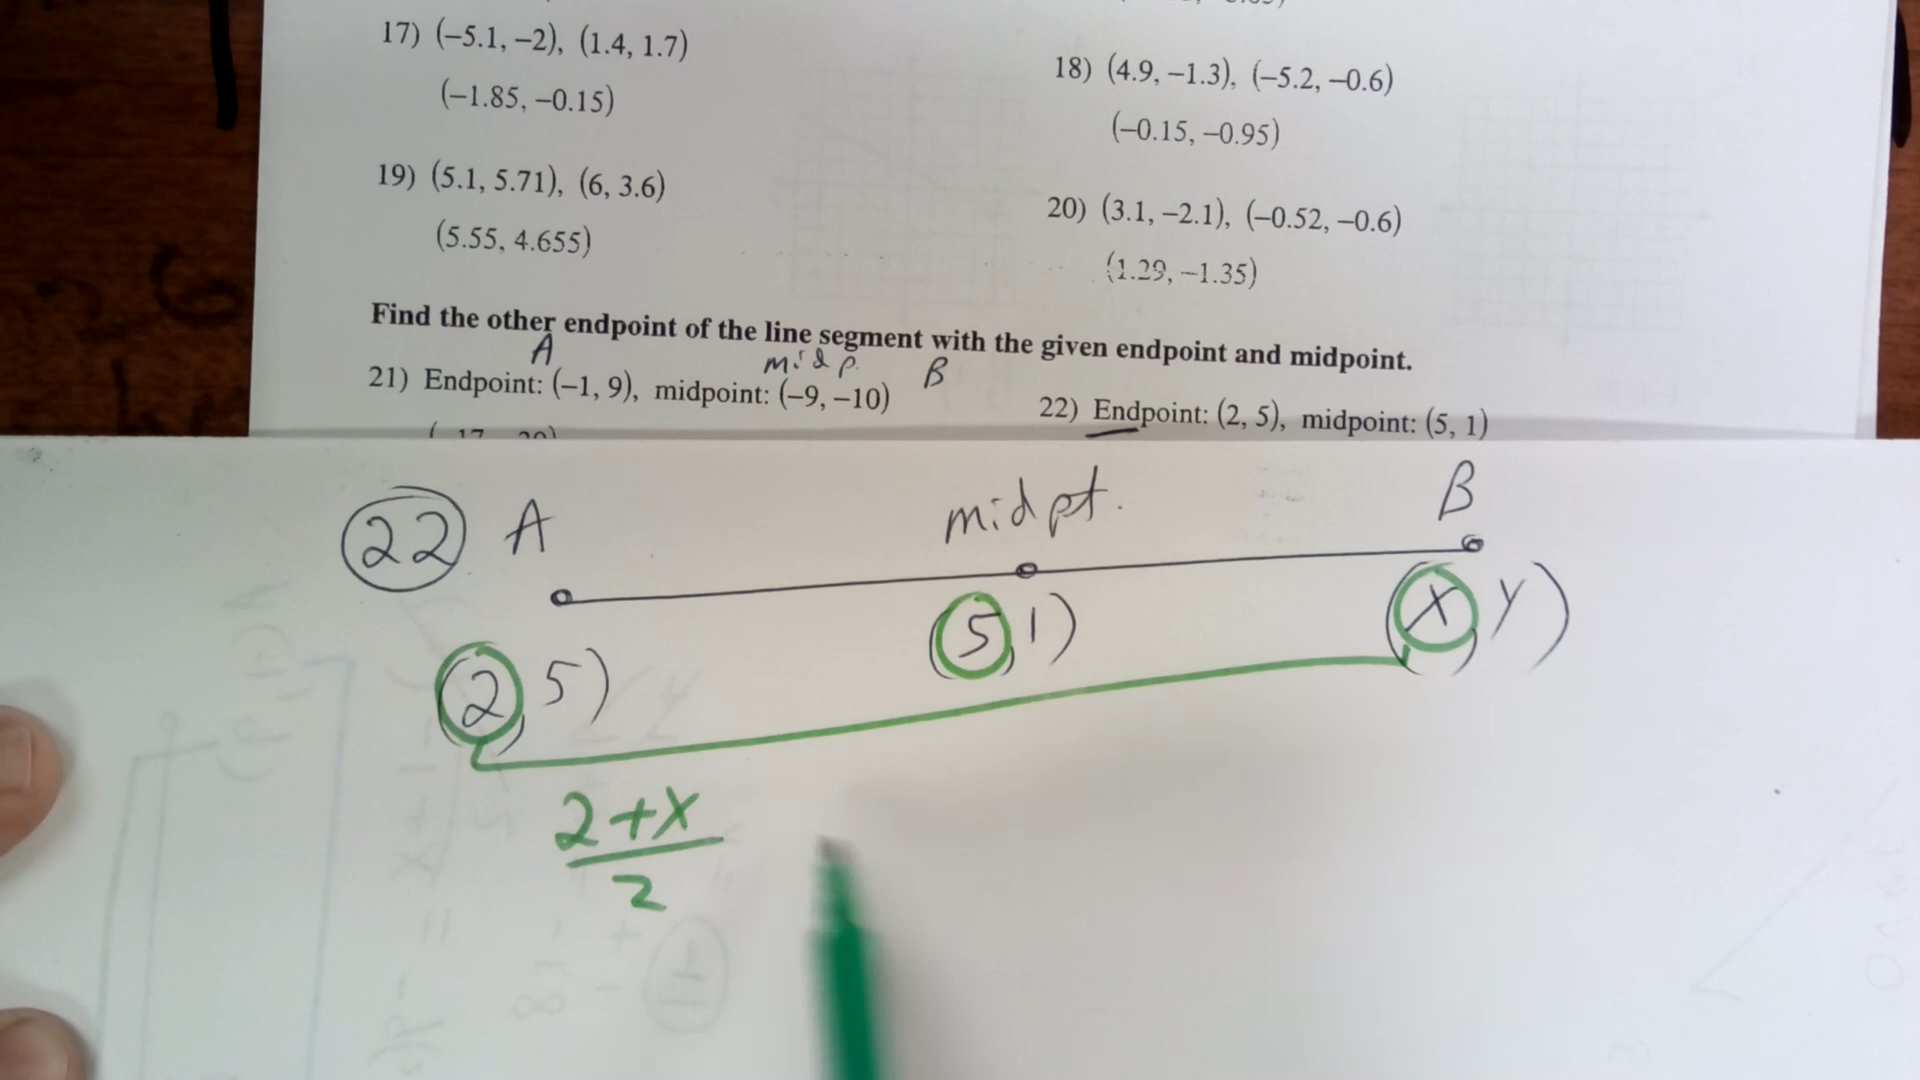 17) (−5.1, −2), (1.4, 1.7)
(−1.85, −0.15)
18) (4.9, −1.3), (−5.2, −0.6)
(−0.15, −0.95)
19) (5.1, 5.71), (6, 3.6)
(5.55, 4.655)
20) (3.1, −2.1), (−0.52, −0.6)
(1.29, −1.35)
Find the other endpoint of the line segment with the given endpoint and midpoint.
A midp. B
21) Endpoint: (−1, 9), midpoint: (−9, −10)
22) Endpoint: (2, 5), midpoint: (5, 1)
22 A midpt. B
(2, 5) (5, 1) (x, y)
2+x
2